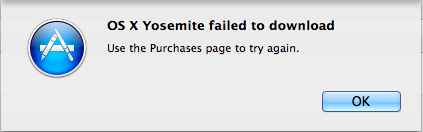 OS X Yosemite failed to download
Use the Purchases page to try again.
OK